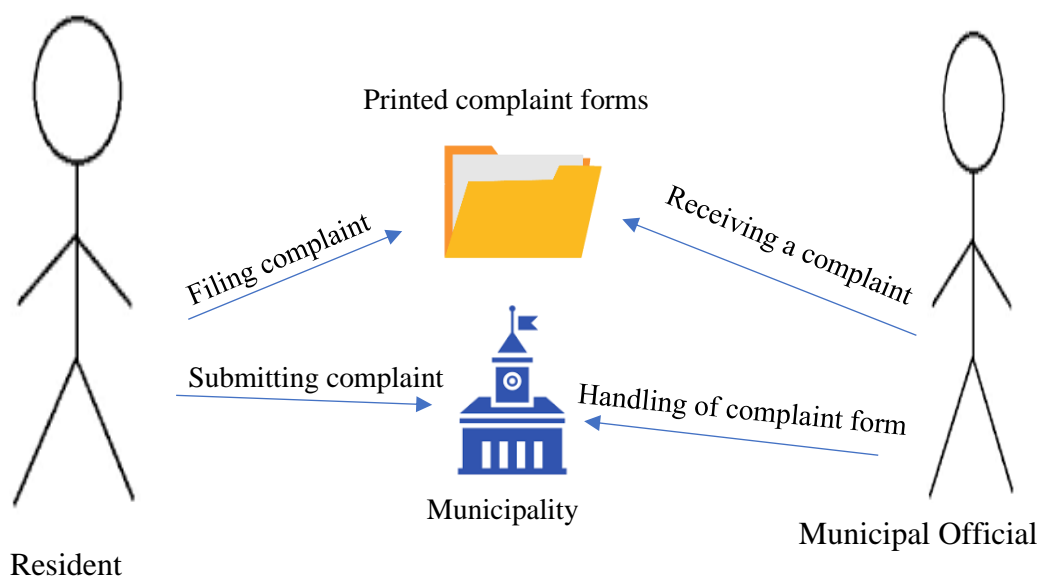 Printed complaint forms
Filing complaint
Receiving a complaint
Submitting complaint
Handling of complaint form
Municipality
Municipal Official
Resident